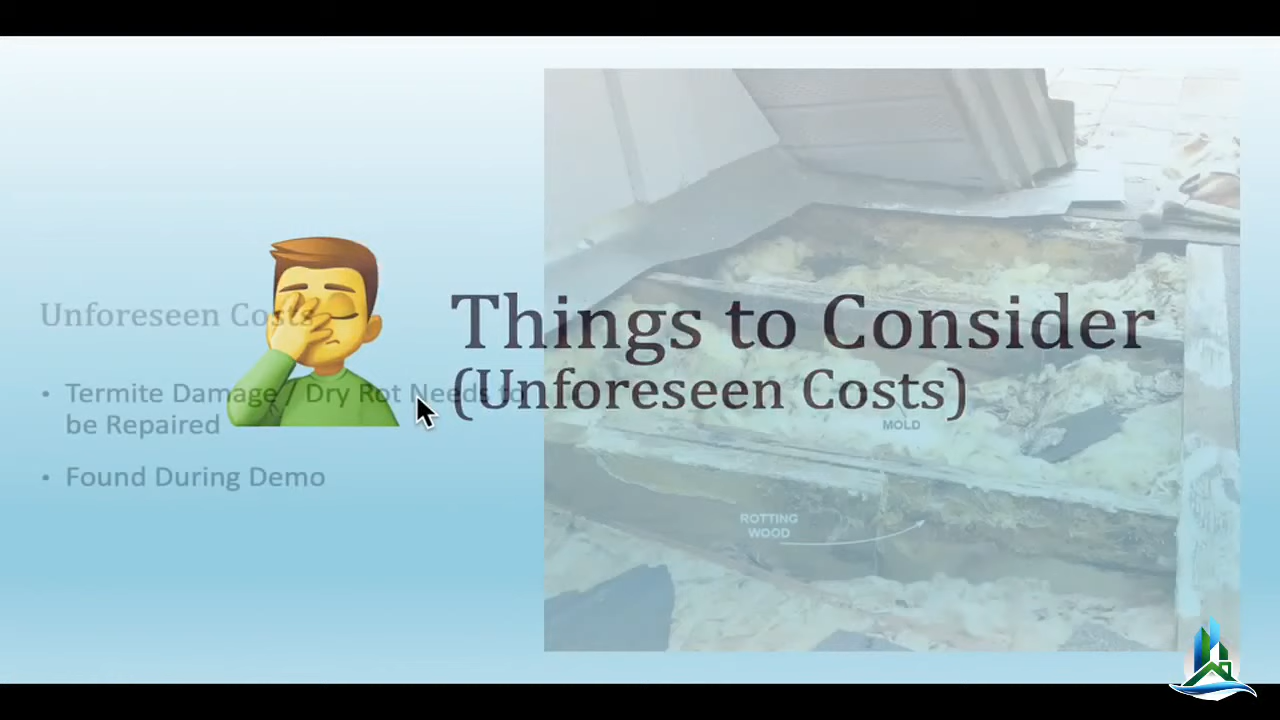 Things to Consider
(Unforeseen Costs)
Unforeseen Costs
• Termite Damage / Dry Rot Needs to
be Repaired
• Found During Demo
MOLD
ROTTING
WOOD